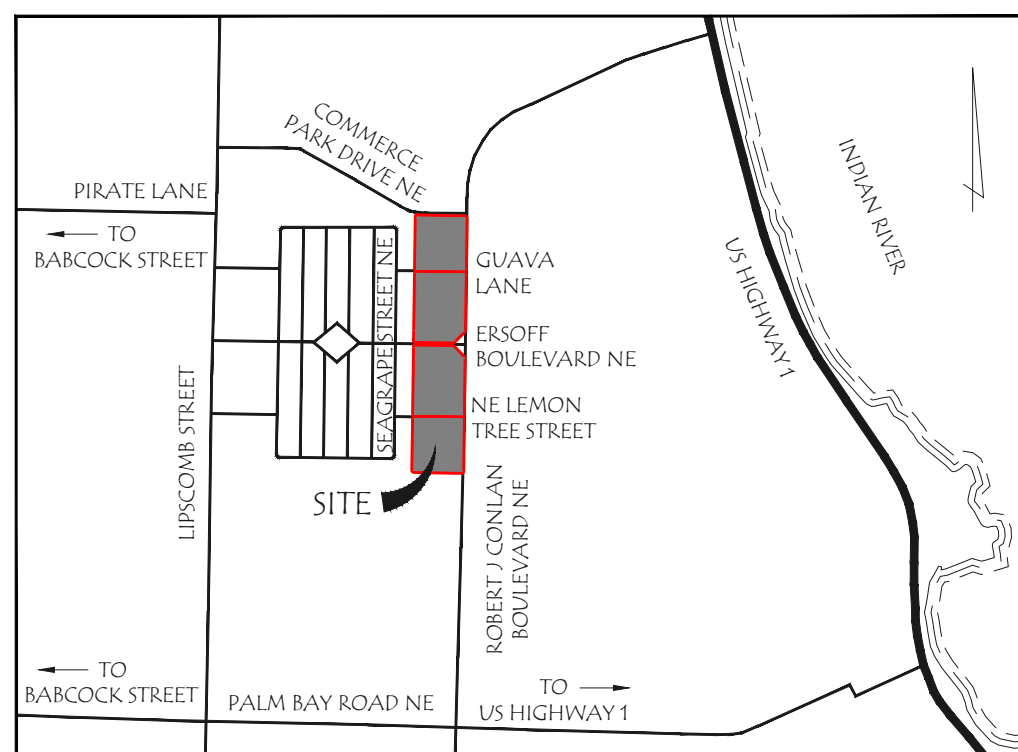 COMMERCE
PARK DRIVE NE
PIRATE LANE
TO
BABCOCK STREET
SEAGRAPE STREET NE
GUAVA
LANE
ERSOFF
BOULEVARD NE
NE LEMON
TREE STREET
INDIAN RIVER
US HIGHWAY 1
LIPSCOMB STREET
SITE
ROBERT J CONLAN
BOULEVARD NE
TO
BABCOCK STREET
PALM BAY ROAD NE
TO
US HIGHWAY 1